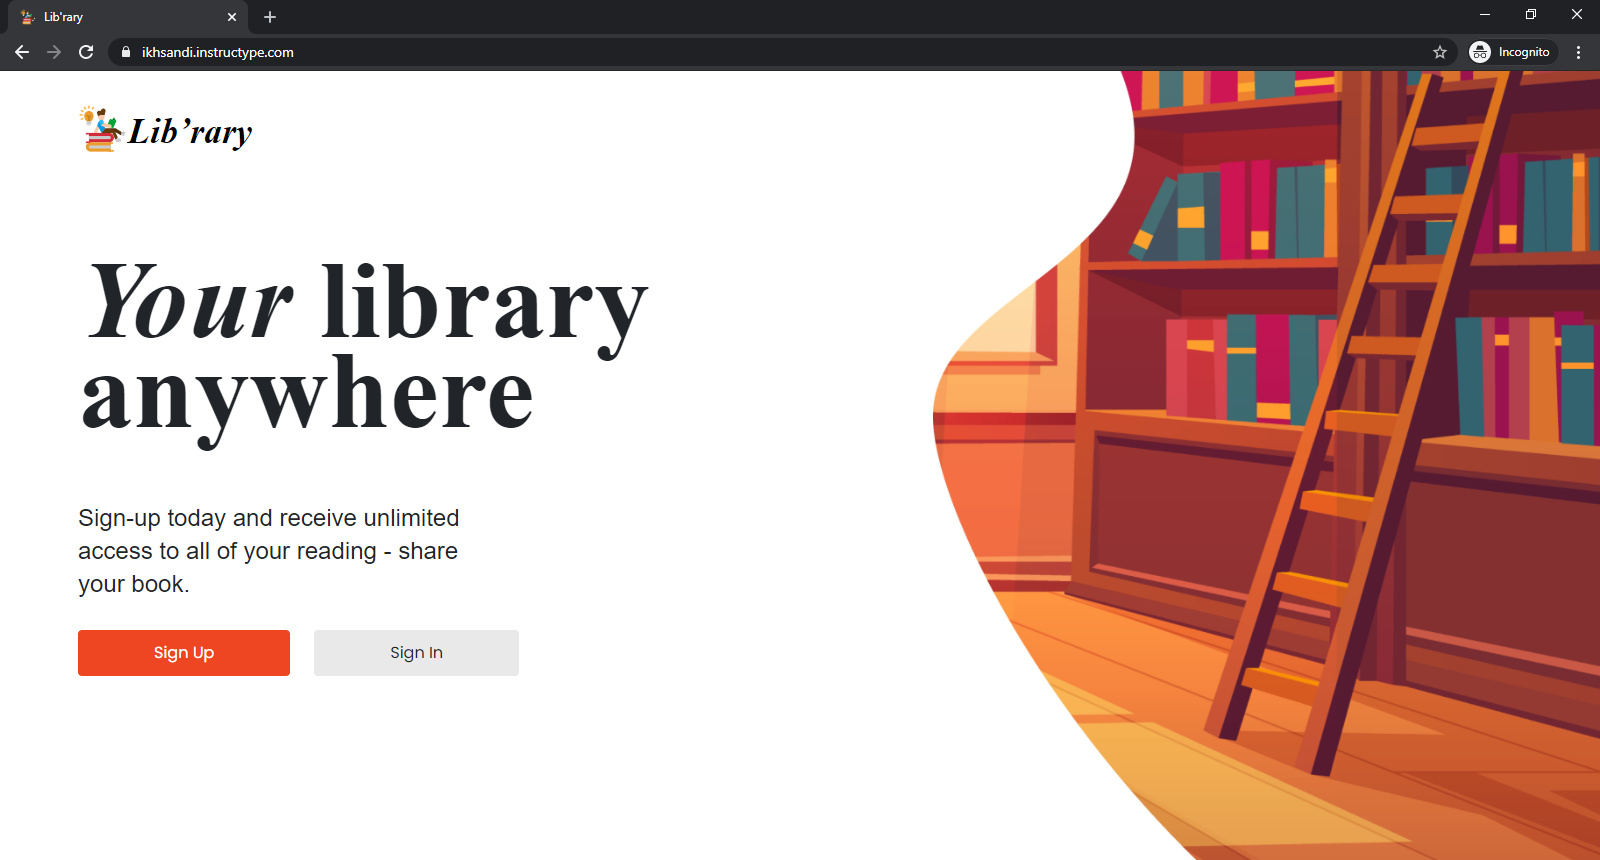 Lib'rary
ikhsandi.instructype.com
Incognito
Lib’rary
Your library
anywhere
Sign-up today and receive unlimited
access to all of your reading - share
your book.
Sign Up
Sign In